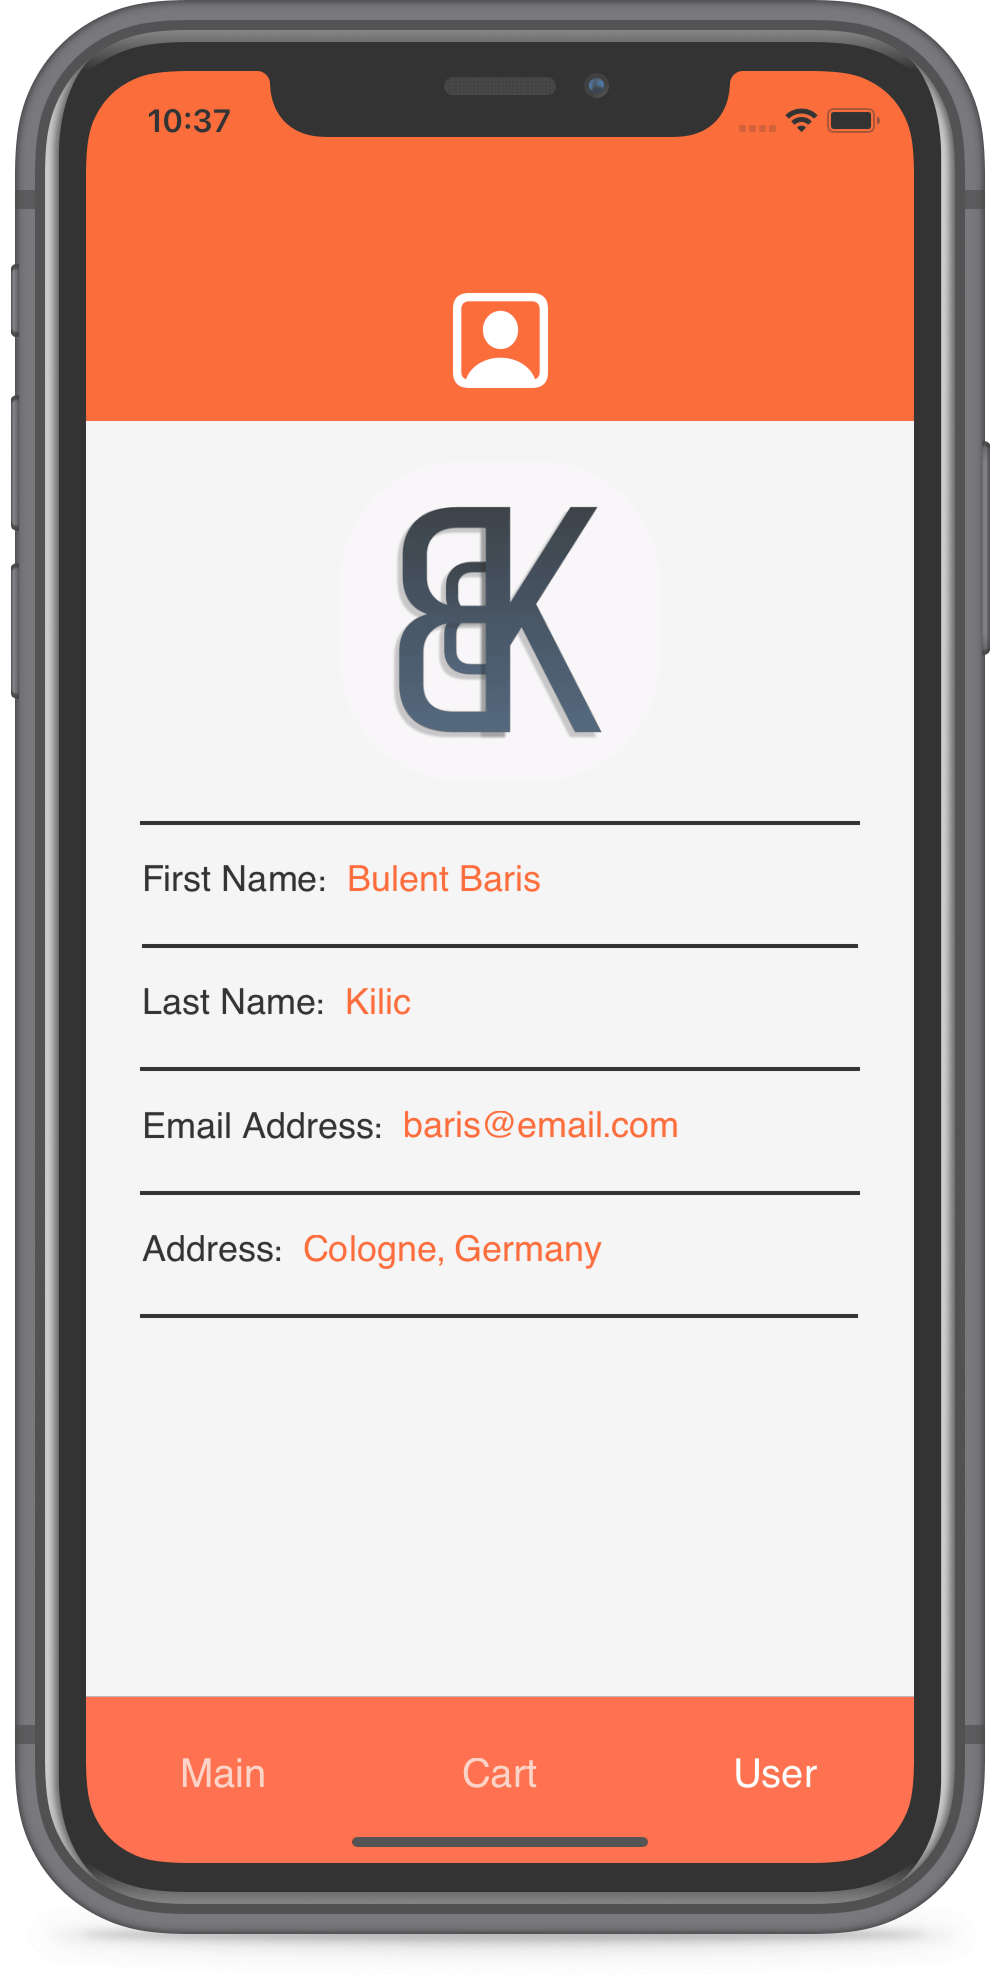 10:37
BBK
First Name: Bulent Baris
Last Name: Kilic
Email Address: baris@email.com
Address: Cologne, Germany
Main Cart User